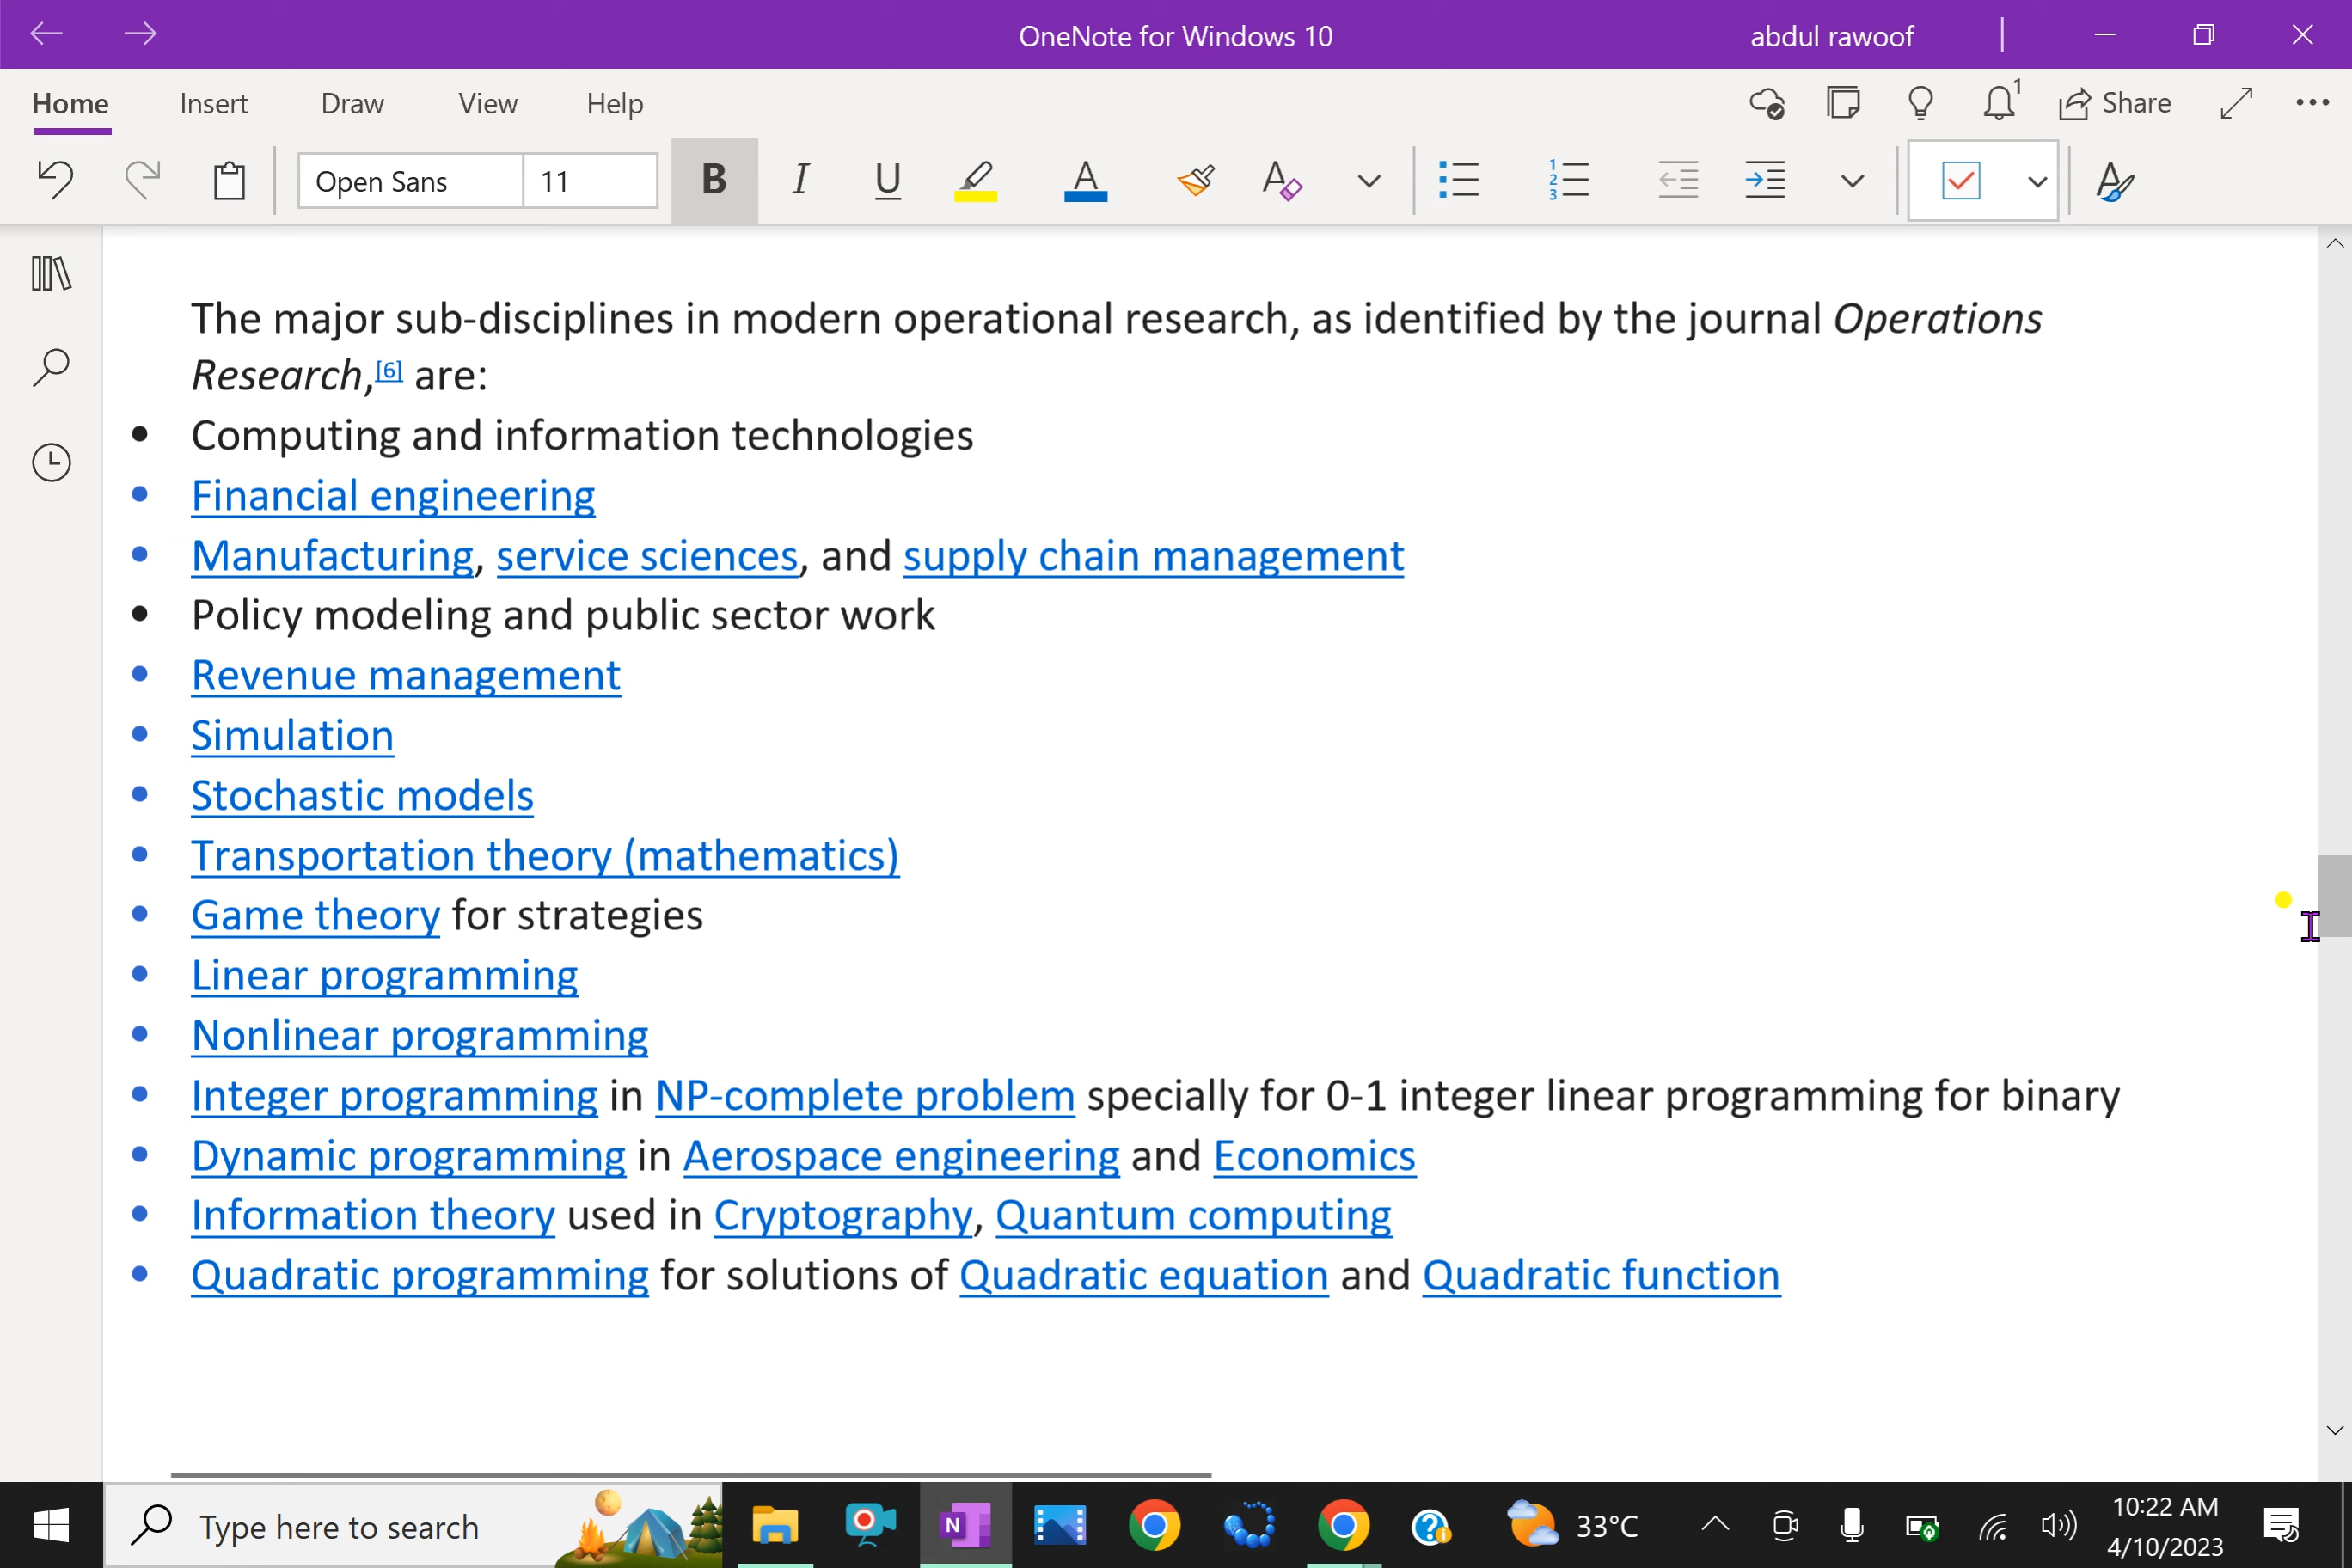 OneNote for Windows 10
abdul rawoof
Home Insert Draw View Help
1
Share
Open Sans 11 B I U A A 1 2 3 A
The major sub-disciplines in modern operational research, as identified by the journal Operations
Research,[6] are:
• Computing and information technologies
• Financial engineering
• Manufacturing, service sciences, and supply chain management
• Policy modeling and public sector work
• Revenue management
• Simulation
• Stochastic models
• Transportation theory (mathematics)
• Game theory for strategies
• Linear programming
• Nonlinear programming
• Integer programming in NP-complete problem specially for 0-1 integer linear programming for binary
• Dynamic programming in Aerospace engineering and Economics
• Information theory used in Cryptography, Quantum computing
• Quadratic programming for solutions of Quadratic equation and Quadratic function
Type here to search
N
33°C
10:22 AM
4/10/2023